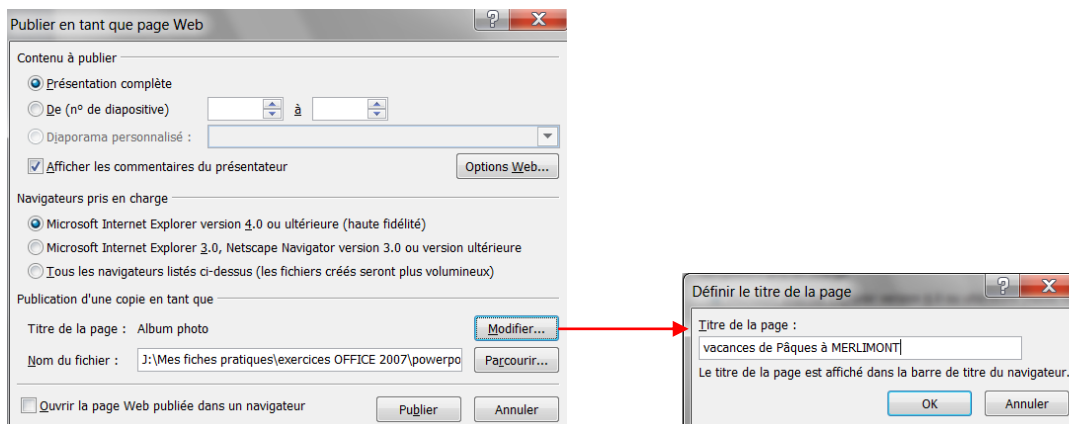 Publier en tant que page Web
Contenu à publier
Présentation complète
De (n° de diapositive) à
Diaporama personnalisé :
Afficher les commentaires du présentateur
Options Web...
Navigateurs pris en charge
Microsoft Internet Explorer version 4.0 ou ultérieure (haute fidélité)
Microsoft Internet Explorer 3.0, Netscape Navigator version 3.0 ou version ultérieure
Tous les navigateurs listés ci-dessus (les fichiers créés seront plus volumineux)
Publication d'une copie en tant que
Titre de la page : Album photo Modifier...
Nom du fichier : J:\Mes fiches pratiques\exercices OFFICE 2007\powerpo Parcourir...
Ouvrir la page Web publiée dans un navigateur Publier Annuler
Définir le titre de la page
Titre de la page :
vacances de Pâques à MERLIMONT
Le titre de la page est affiché dans la barre de titre du navigateur.
OK Annuler